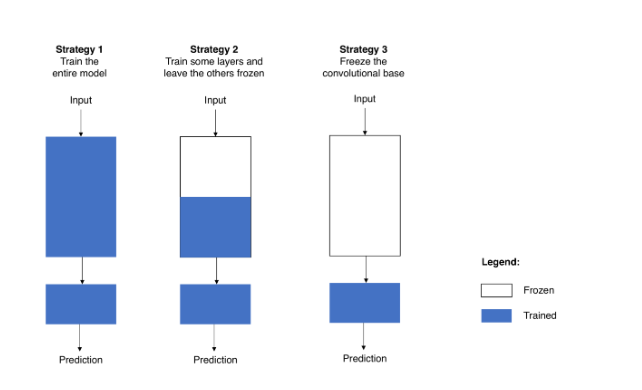 Strategy 1
Train the
entire model
Input
Prediction
Strategy 2
Train some layers and
leave the others frozen
Input
Prediction
Strategy 3
Freeze the
convolutional base
Input
Prediction
Legend:
Frozen
Trained